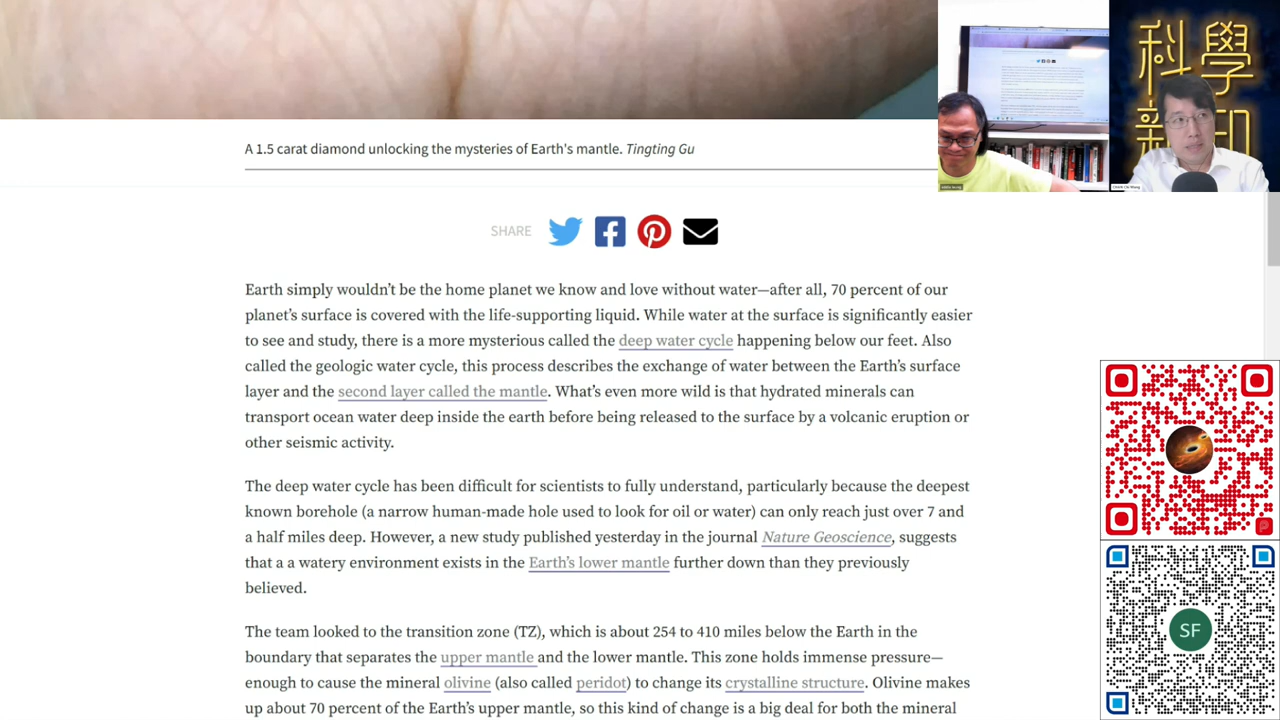 A 1.5 carat diamond unlocking the mysteries of Earth's mantle. Tingting Gu
SHARE
Earth simply wouldn't be the home planet we know and love without water—after all, 70 percent of our
planet's surface is covered with the life-supporting liquid. While water at the surface is significantly easier
to see and study, there is a more mysterious called the deep water cycle happening below our feet. Also
called the geologic water cycle, this process describes the exchange of water between the Earth's surface
layer and the second layer called the mantle. What's even more wild is that hydrated minerals can
transport ocean water deep inside the Earth before being released to the surface by a volcanic eruption or
other seismic activity.
The deep water cycle has been difficult for scientists to fully understand, particularly because the deepest
known borehole (a narrow human-made hole used to look for oil or water) can only reach just over 7 and
a half miles deep. However, a new study published yesterday in the journal Nature Geoscience, suggests
that a a watery environment exists in the Earth's lower mantle further down than they previously
believed.
The team looked to the transition zone (TZ), which is about 254 to 410 miles below the Earth in the
boundary that separates the upper mantle and the lower mantle. This zone holds immense pressure—
enough to cause the mineral olivine (also called peridot) to change its crystalline structure. Olivine makes
up about 70 percent of the Earth's upper mantle, so this kind of change is a big deal for both the mineral
科學
SF